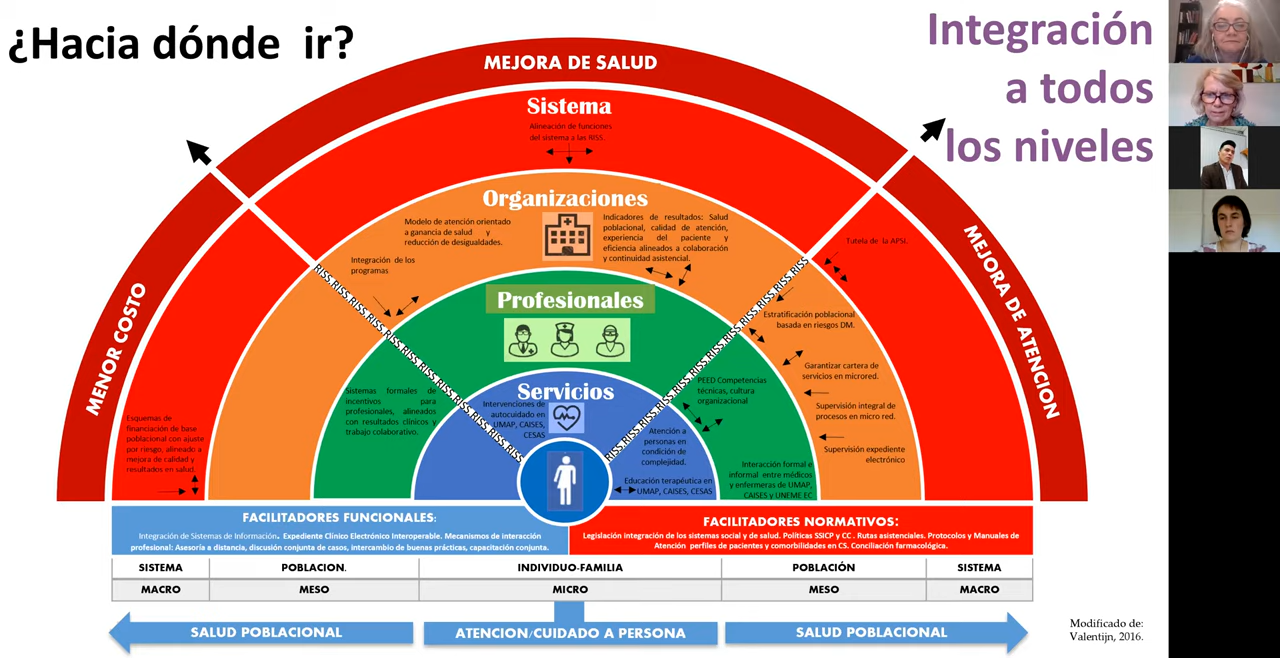 ¿Hacia dónde ir?
Integración
a todos
los niveles
MEJORA DE SALUD
MENOR COSTO
MEJORA DE ATENCION
Sistema
Alineación de funciones
del sistema a las RISS.
Organizaciones
Modelo de atención orientado
a ganancia de salud y
reducción de desigualdades.
Indicadores de resultados: Salud
poblacional, calidad de atención,
experiencia del paciente y
eficiencia alineados a colaboración
y continuidad asistencial.
Integración de los
programas
Tutela de la APSI.
RISS,RISS,RISS,RISS,RISS,RISS,RISS,RISS,RISS,RISS
RISS,RISS,RISS,RISS,RISS,RISS,RISS,RISS,RISS,RISS
Profesionales
Estratificación poblacional
basada en riesgos DM.
Garantizar cartera de
servicios en microred.
Supervisión integral de
procesos en micro red.
Supervisión expediente
electrónico
Sistemas formales de
incentivos para
profesionales, alineados
con resultados clínicos y
trabajo colaborativo.
PEED Competencias
técnicas, cultura
organizacional
Servicios
Intervenciones de
autocuidado en
UMAP, CAISES,
CESAS
Atención a
personas en
condición de
complejidad.
Educación terapéutica en
UMAP, CAISES, CESAS
Interacción formal e
informal entre médicos
y enfermeras de UMAP,
CAISES y UNEME EC
Esquemas de
financiación de base
poblacional con ajuste
por riesgo, alineado a
mejora de calidad y
resultados en salud.
FACILITADORES FUNCIONALES:
Integración de Sistemas de Información. Expediente Clínico Electrónico Interoperable. Mecanismos de interacción
profesional: Asesoría a distancia, discusión conjunta de casos, intercambio de buenas prácticas, capacitación conjunta.
FACILITADORES NORMATIVOS:
Legislación integración de los sistemas social y de salud. Políticas SSICP y CC . Rutas asistenciales. Protocolos y Manuales de
Atención perfiles de pacientes y comorbilidades en CS. Conciliación farmacológica.
SISTEMA POBLACION. INDIVIDUO-FAMILIA POBLACIÓN SISTEMA
MACRO MESO MICRO MESO MACRO
SALUD POBLACIONAL ATENCION/CUIDADO A PERSONA SALUD POBLACIONAL
Modificado de:
Valentijn, 2016.